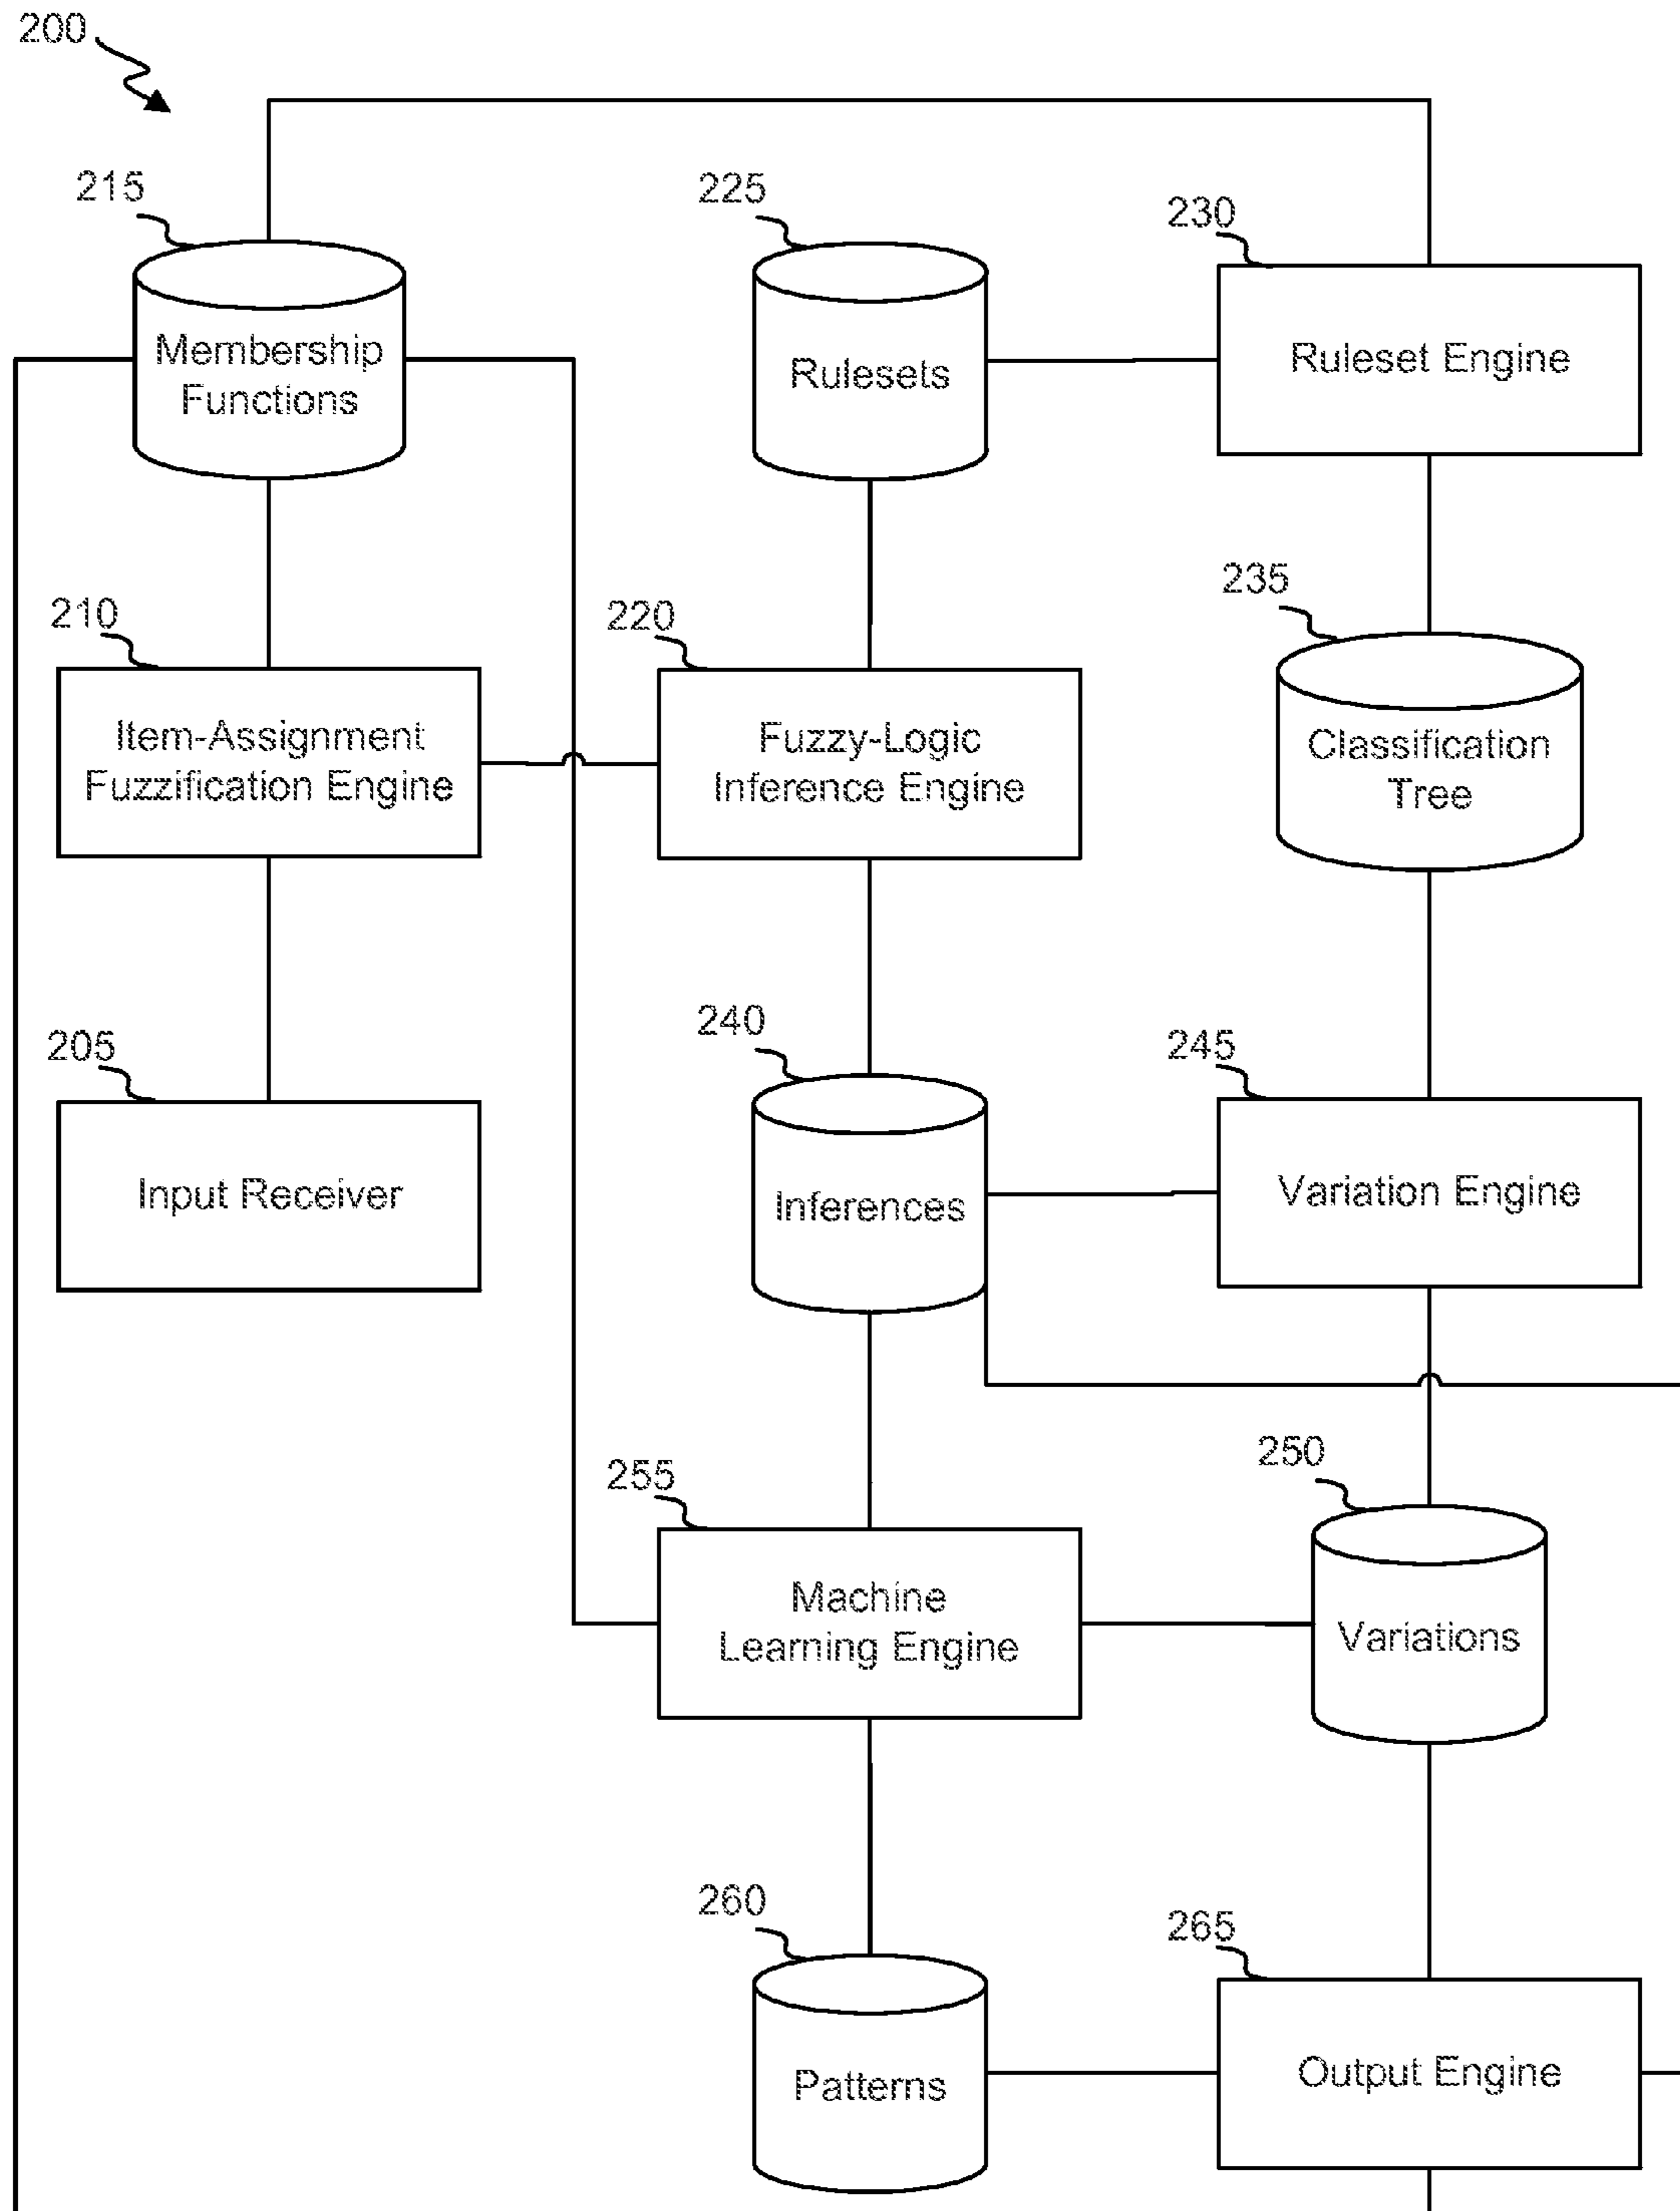 200
215
Membership
Functions
225
Rulesets
230
Ruleset Engine
210
Item-Assignment
Fuzzification Engine
220
Fuzzy-Logic
Inference Engine
235
Classification
Tree
205
Input Receiver
240
Inferences
245
Variation Engine
255
Machine
Learning Engine
250
Variations
260
Patterns
265
Output Engine